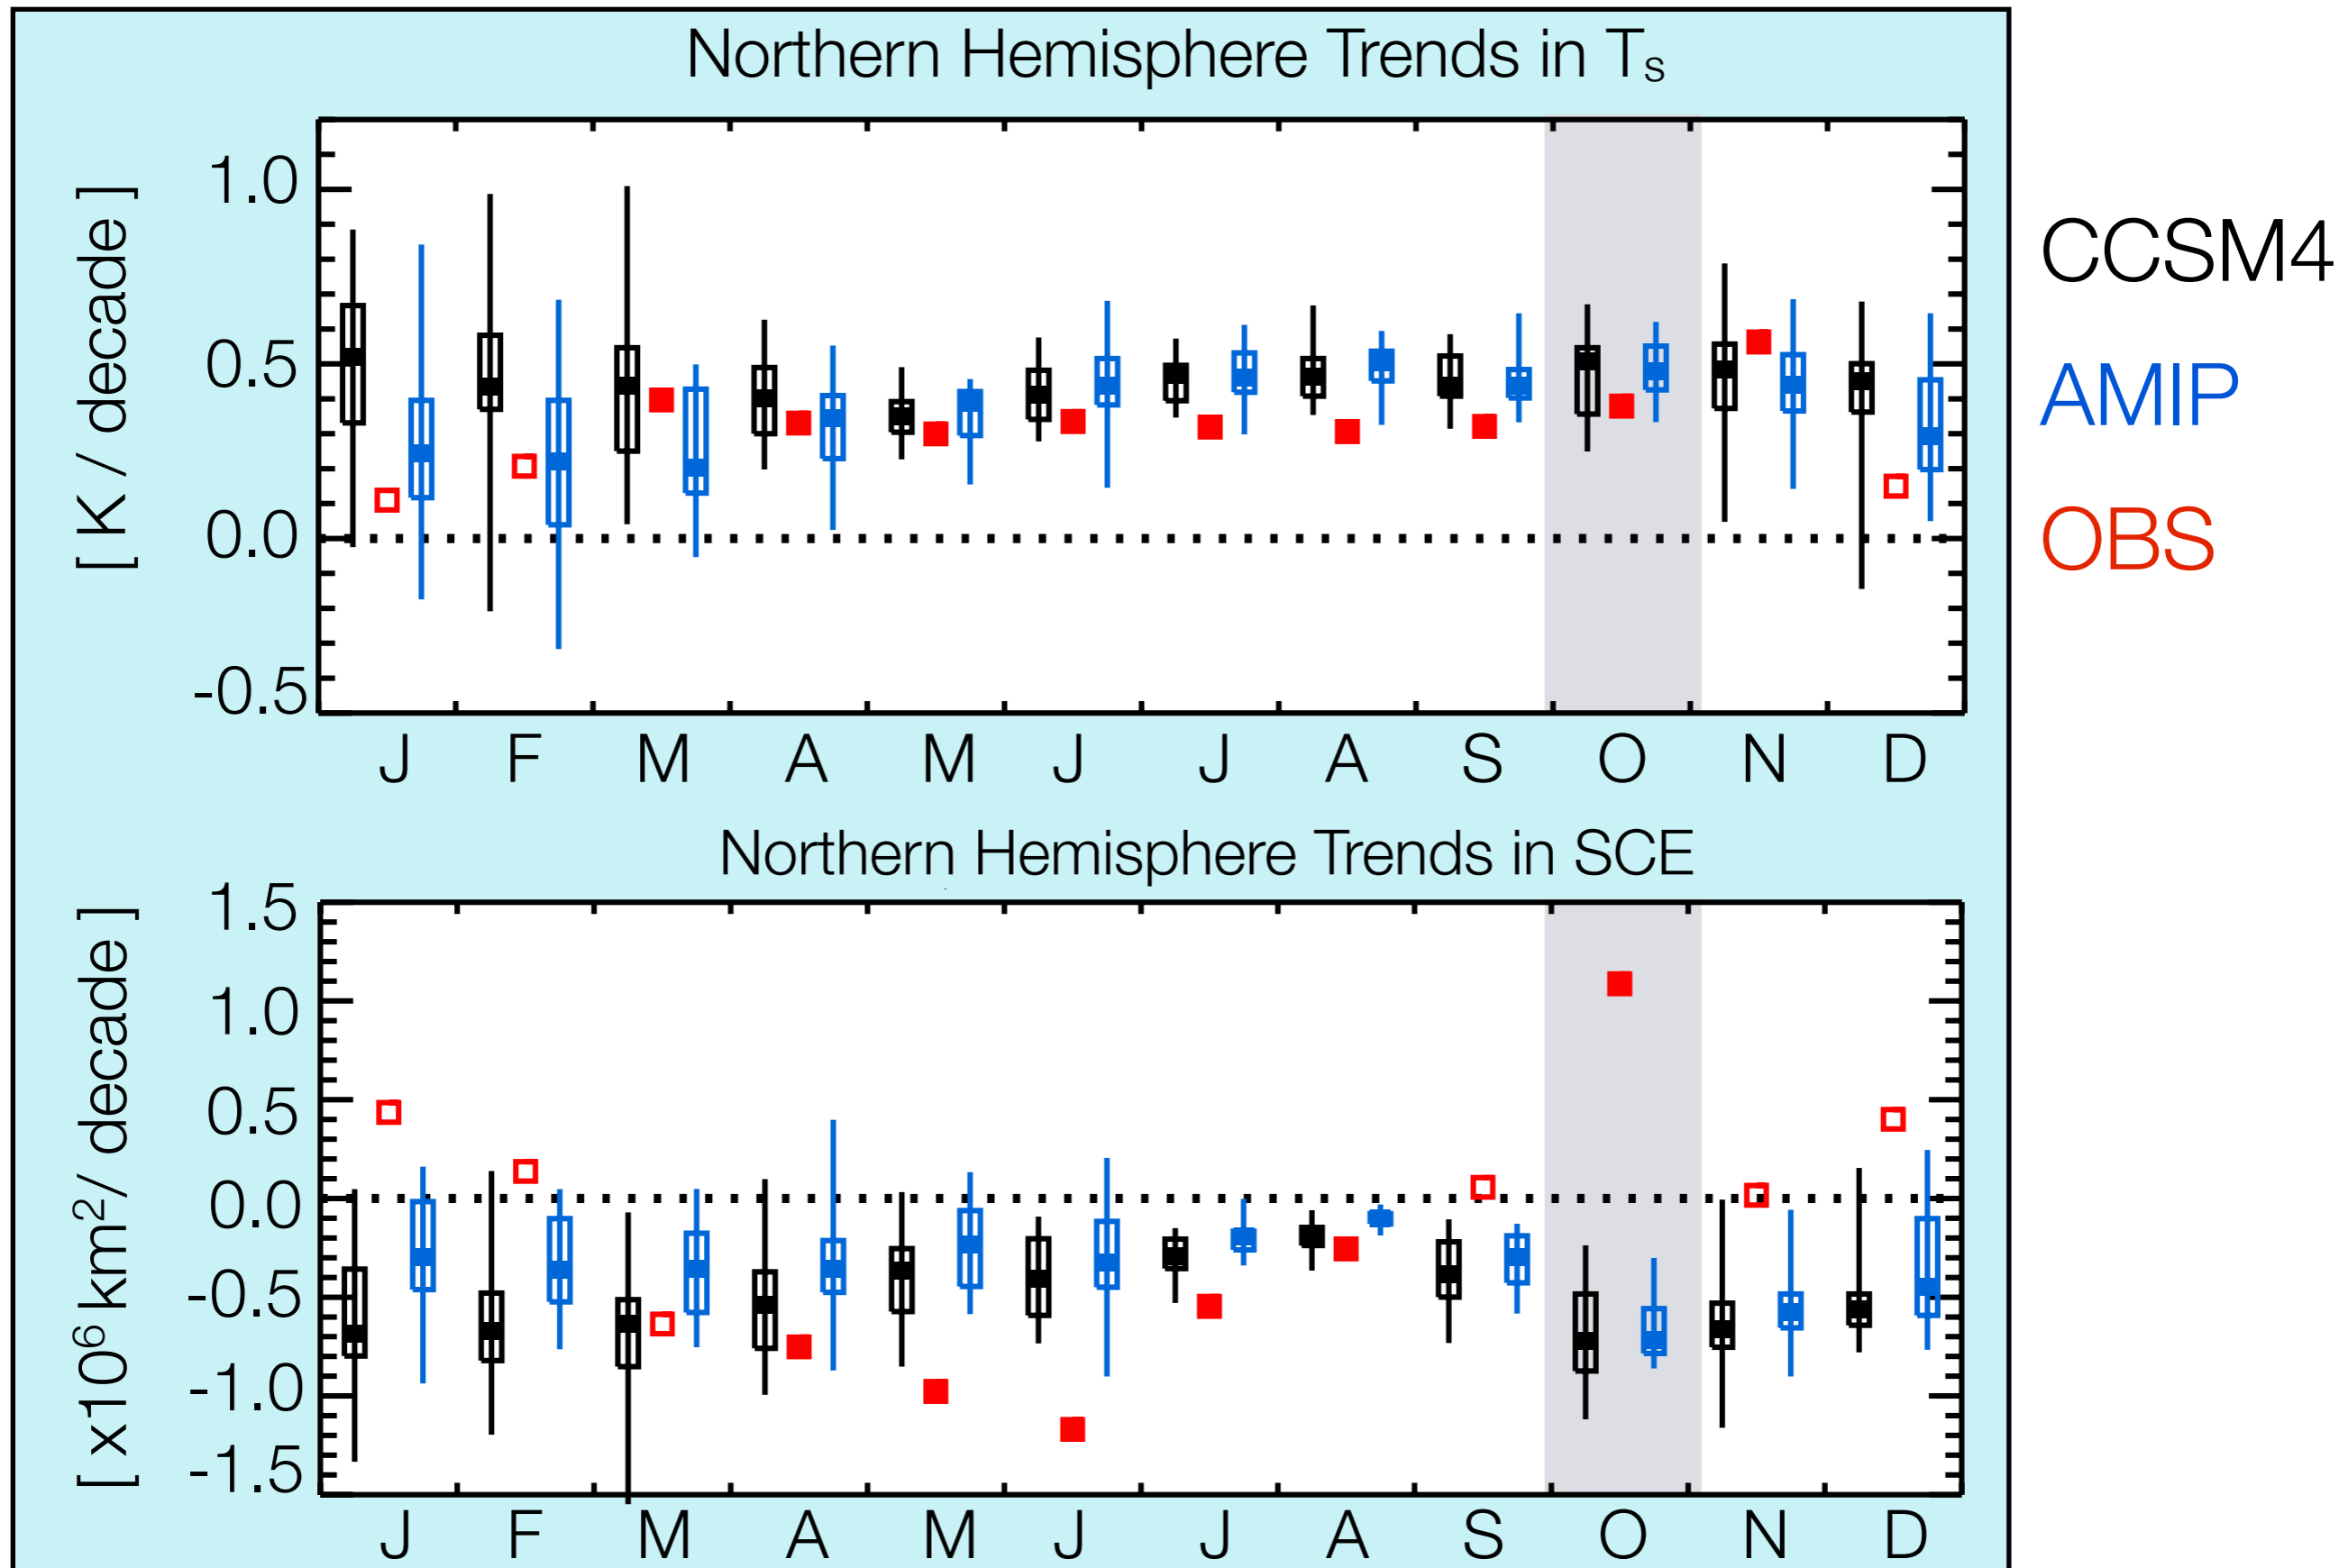 Northern Hemisphere Trends in Ts
[ K / decade ]
1.0
0.5
0.0
-0.5
J F M A M J J A S O N D
CCSM4
AMIP
OBS
Northern Hemisphere Trends in SCE
[ x10⁶ km²/ decade ]
1.5
1.0
0.5
0.0
-0.5
-1.0
-1.5
J F M A M J J A S O N D